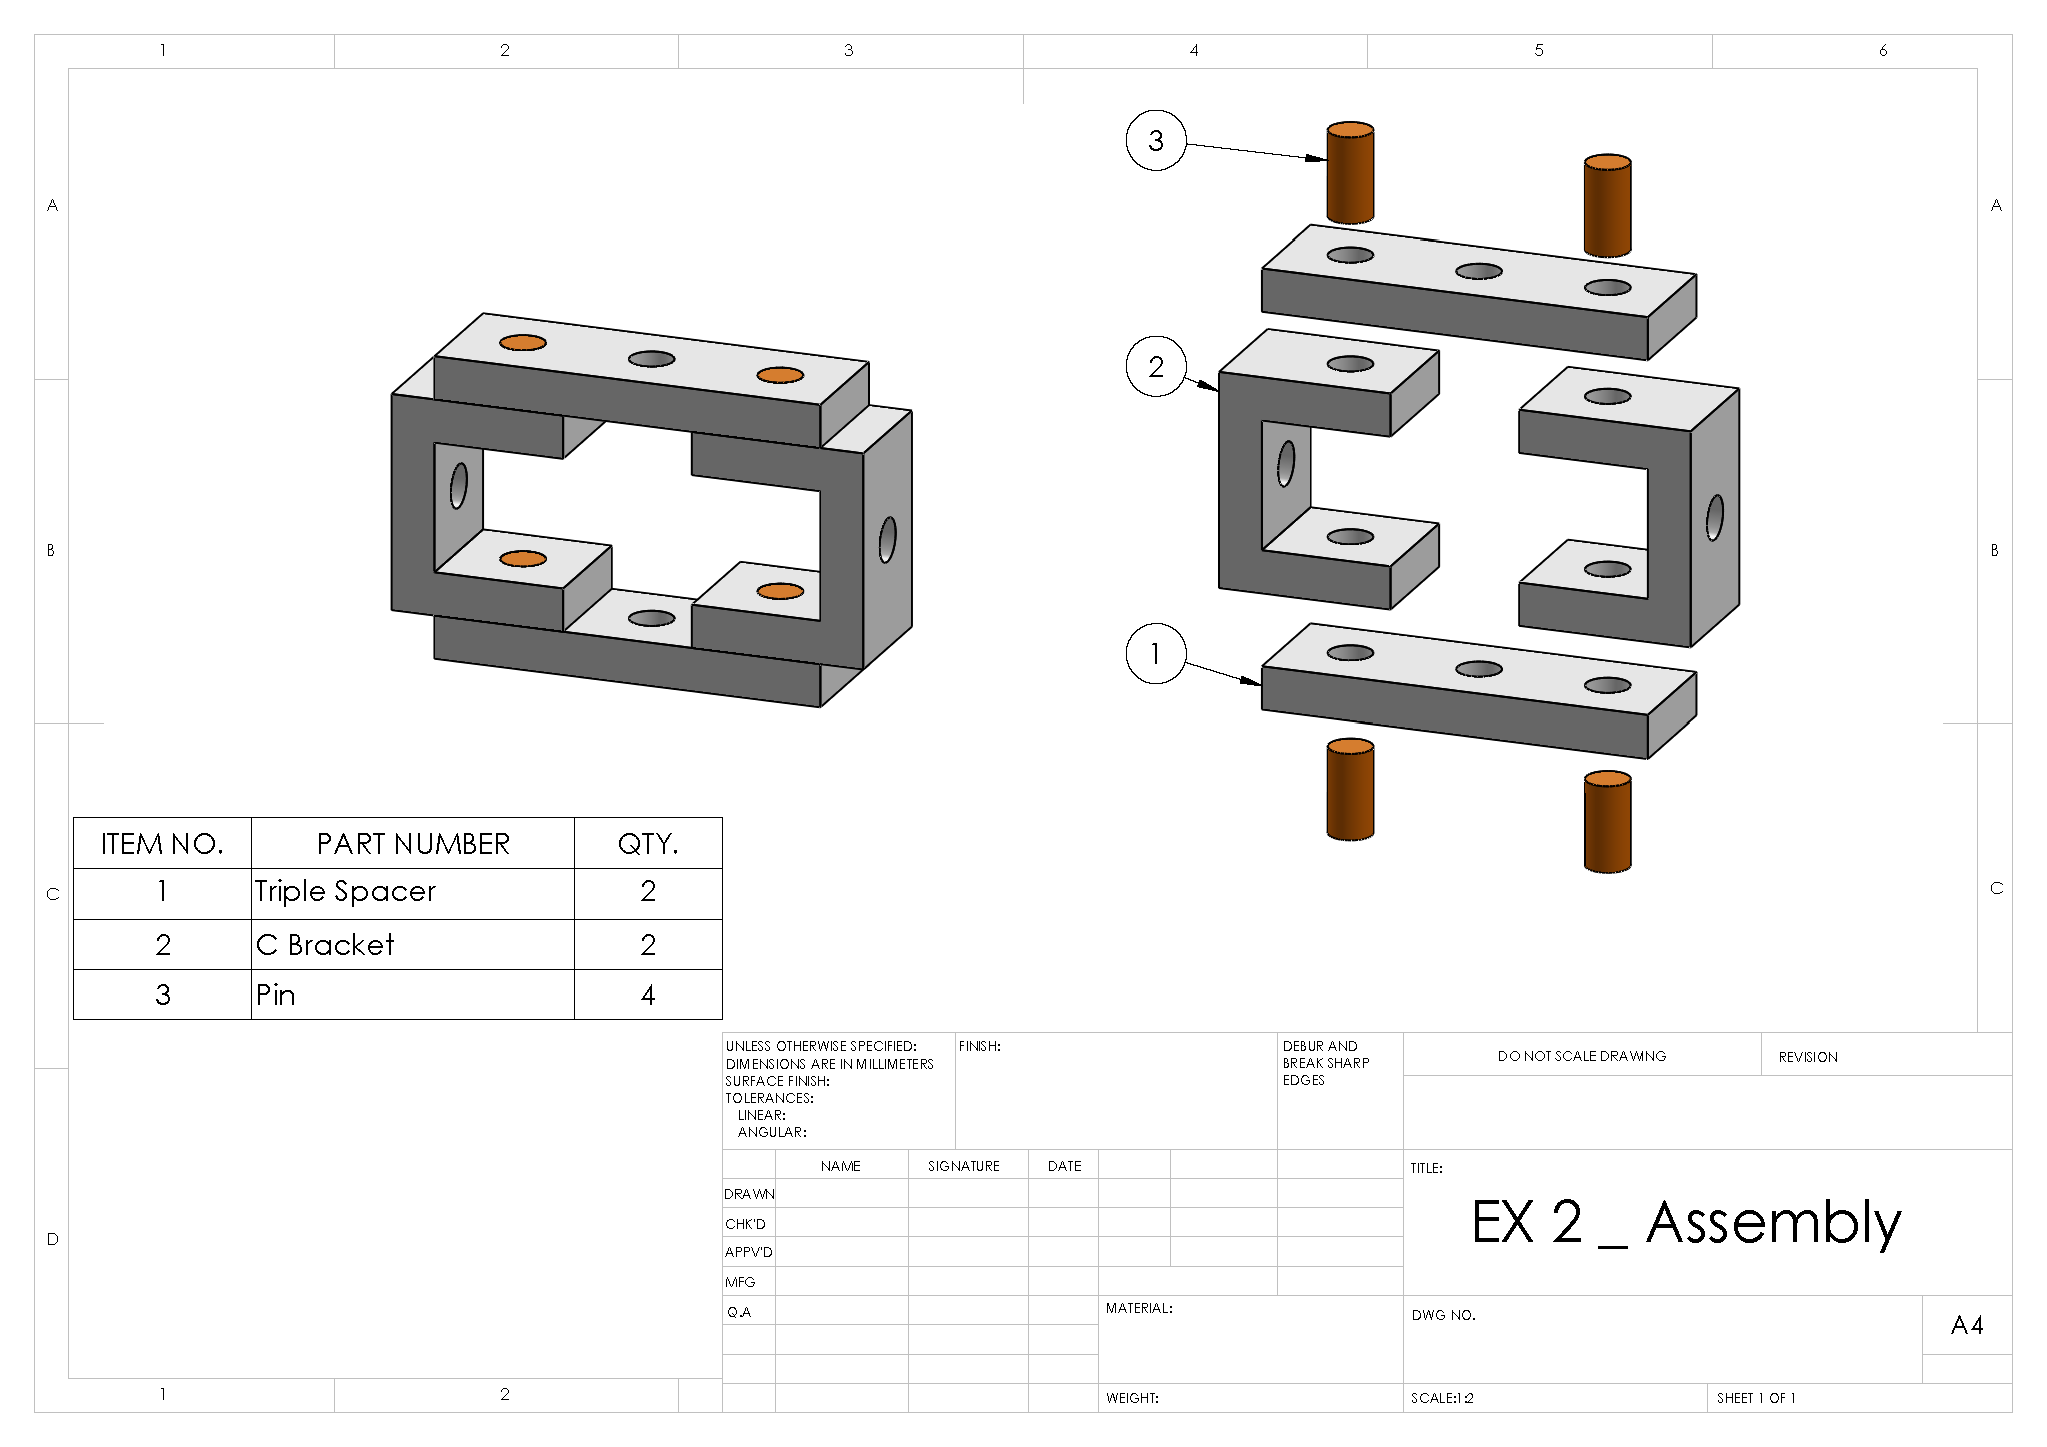 1 2 3 4 5 6
A A
B B
C C
D
3
2
1
ITEM NO. PART NUMBER QTY.
1 Triple Spacer 2
2 C Bracket 2
3 Pin 4
UNLESS OTHERWISE SPECIFIED:
DIMENSIONS ARE IN MILLIMETERS
SURFACE FINISH:
TOLERANCES:
LINEAR:
ANGULAR:
FINISH:
DEBUR AND
BREAK SHARP
EDGES
DO NOT SCALE DRAWING
REVISION
NAME SIGNATURE DATE
DRAWN
CHK'D
APPV'D
MFG
Q.A
TITLE:
EX 2 _ Assembly
MATERIAL:
DWG NO.
A4
WEIGHT:
SCALE:1:2
SHEET 1 OF 1
1 2